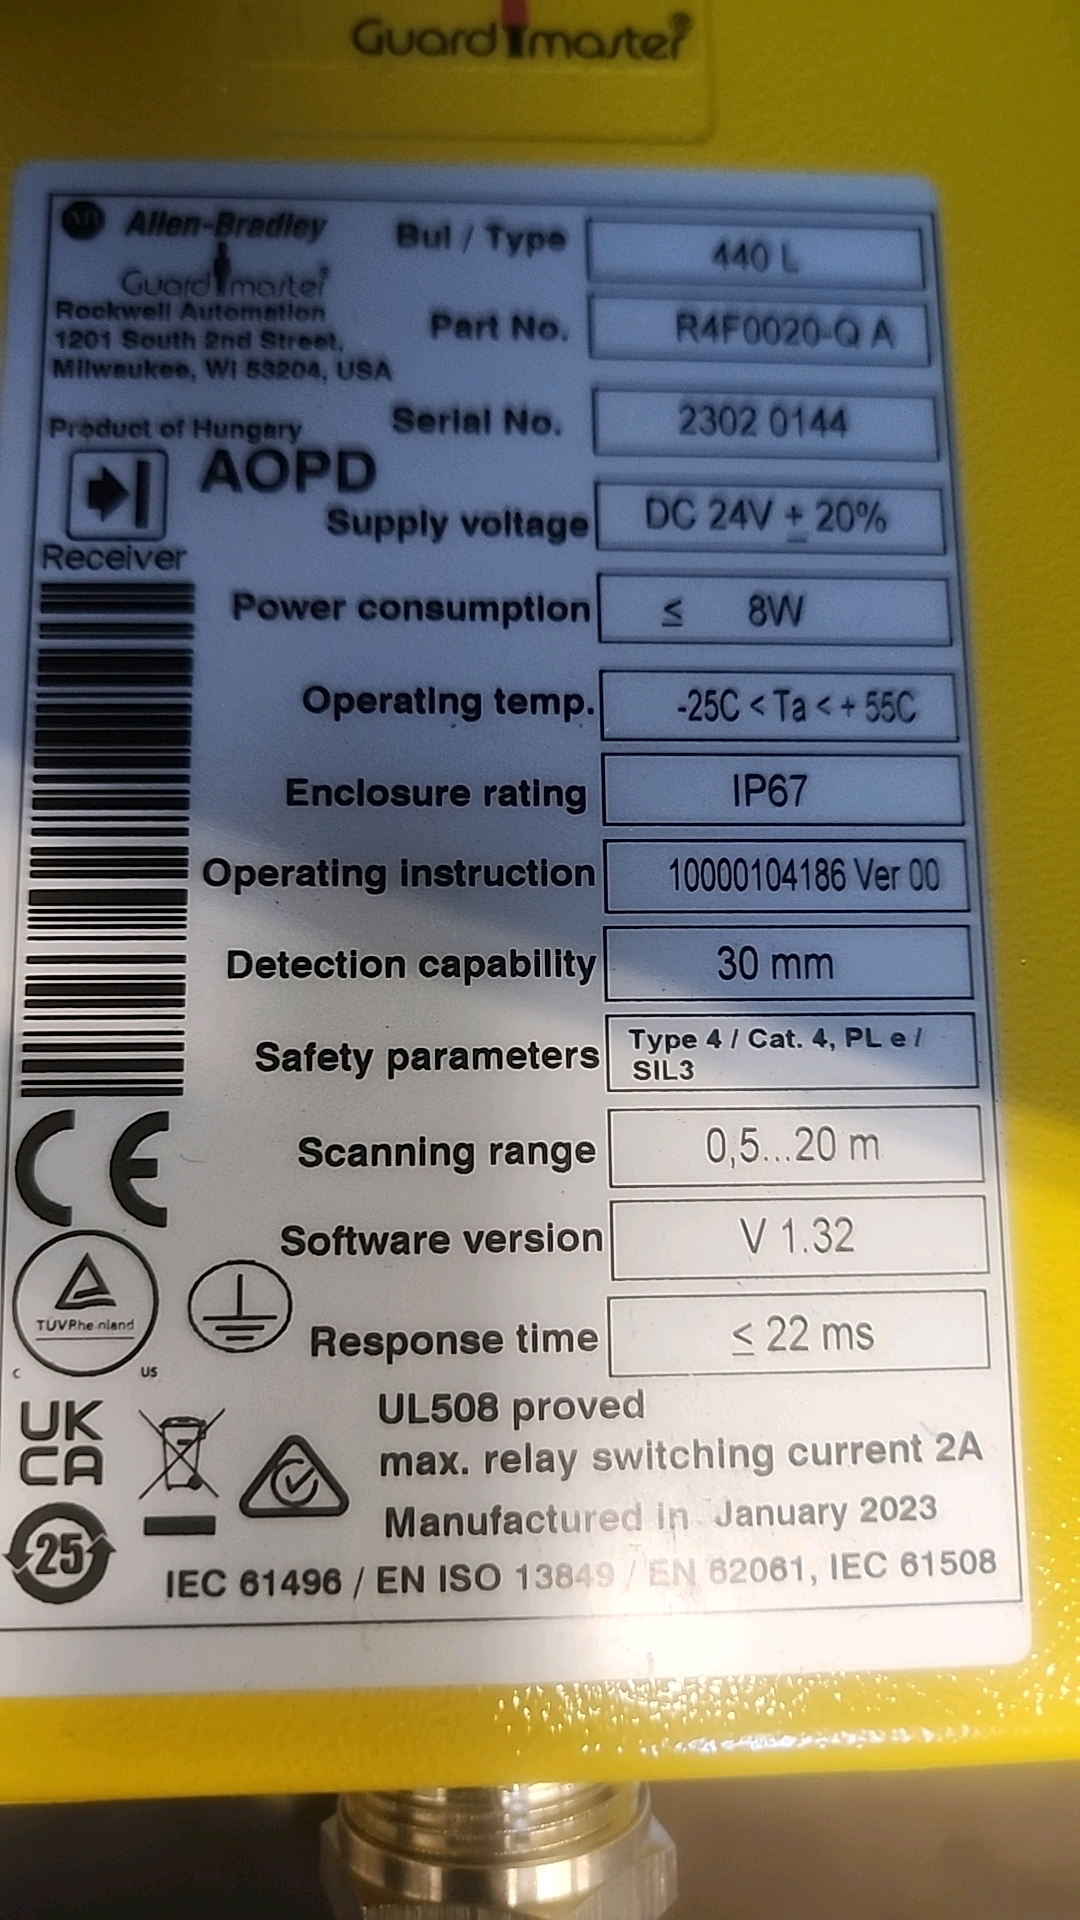 Guardmaster®
AB Allen-Bradley
Guardmaster®
Rockwell Automation
1201 South 2nd Street,
Milwaukee, WI 53204, USA
Product of Hungary
AOPD
Receiver
Bul / Type 440 L
Part No. R4F0020-Q A
Serial No. 2302 0144
Supply voltage DC 24V ± 20%
Power consumption ≤ 8W
Operating temp. -25C < Ta < + 55C
Enclosure rating IP67
Operating instruction 10000104186 Ver 00
Detection capability 30 mm
Safety parameters Type 4 / Cat. 4, PL e /
SIL3
Scanning range 0,5...20 m
Software version V 1.32
Response time ≤ 22 ms
CE
TÜVRheinland
C US
UK
CA
25
UL508 proved
max. relay switching current 2A
Manufactured in January 2023
IEC 61496 / EN ISO 13849 / EN 62061, IEC 61508